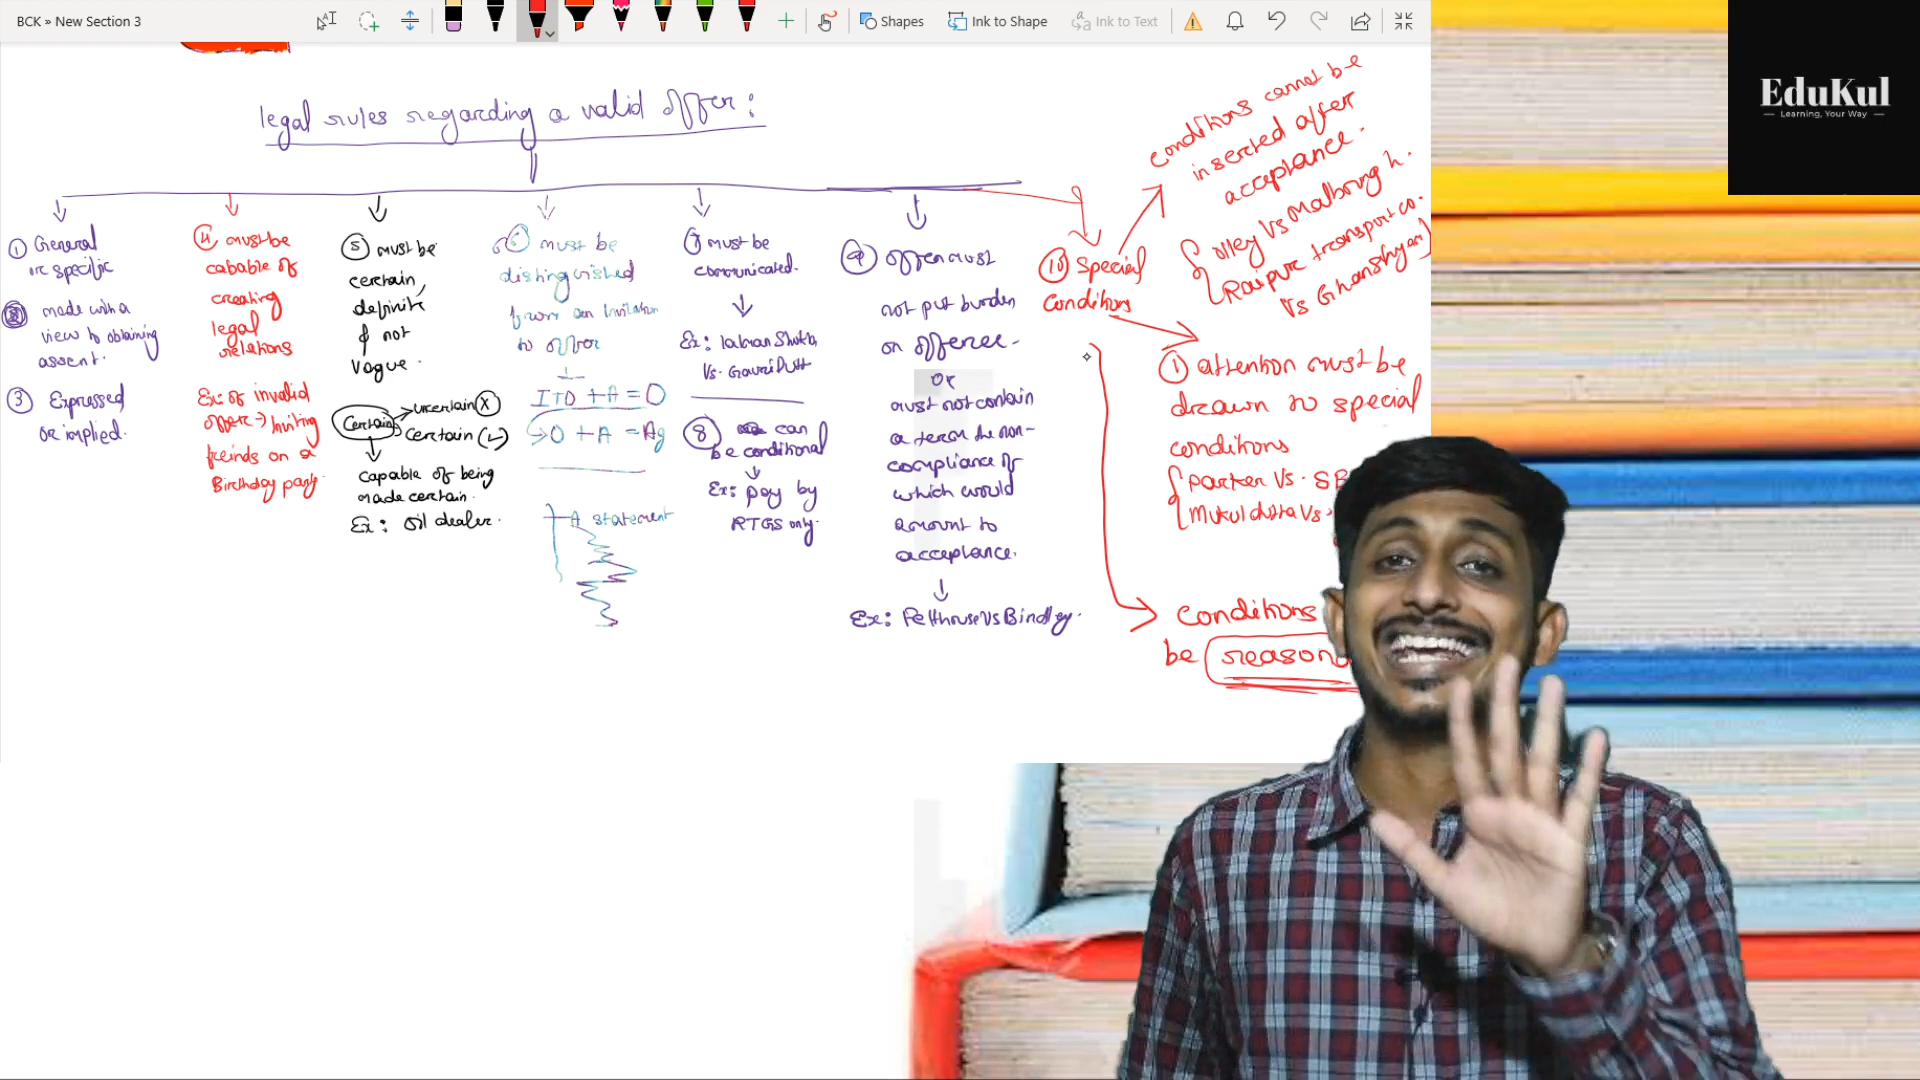 BCK » New Section 3
Shapes
Ink to Shape
Ink to Text
EduKul
— Learning, Your Way —
legal rules regarding a valid offer:
① General
or specific
② made with a
view to obtaining
assent.
③ Expressed
or implied.
④ must be
cabable of
creating
legal
relations
Ex: of invalid
offer → Inviting
freinds on a
Birthday party.
⑤ must be
certain,
definite
& not
vague.
Certain
uncertain (X)
Certain (✓)
Capable of being
made certain.
Ex: oil dealer.
⑥ must be
distinguished
from an Invitation
to offer
ITO + A = O
→ O + A = Ag
A statement
⑦ must be
communicated.
Ex: lalman Shukla
Vs. Gauri Dutt
⑧ can
be conditional
Ex: pay by
RTGS only.
⑨ offer must
not put burden
on offeree.
or
must not contain
a term the non-
compliance of
which would
amount to
acceptance.
Ex: Felthouse Vs Bindley.
⑩ Special
Conditions
conditions cannot be
inserted after
acceptance.
olley Vs Malbrough h.
Raipur transport co.
Vs Ghanshyam
① attention must be
drawn to special
conditions
parker Vs. SE
Mukul dutta Vs.
conditions
be reasona